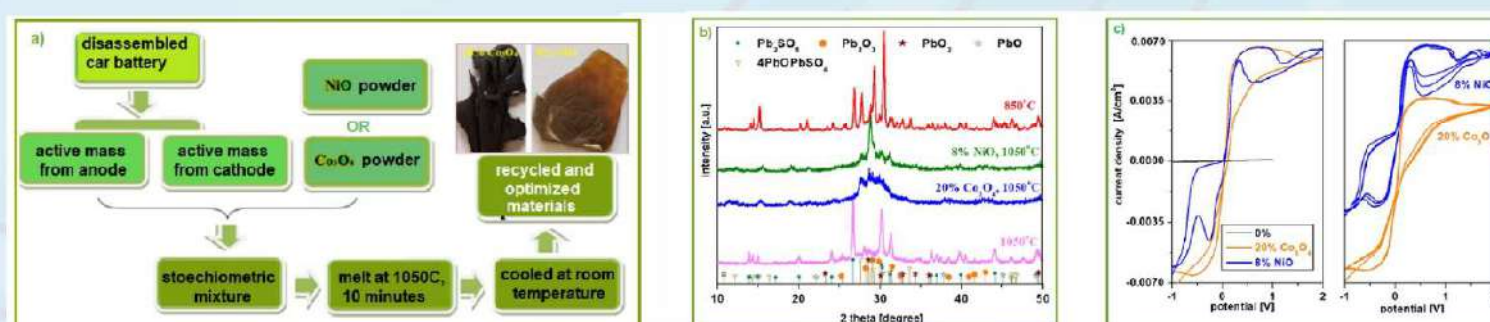 a)
disassembled
car battery
NiO powder
OR
Co₃O₄ powder
active mass
from anode
active mass
from cathode
recycled and
optimized
materials
stoechiometric
mixture
melt at 1050C,
10 minutes
cooled at room
temperature
b)
Pb₂O₃
PbO₂
PbO
4PbOPbSO₄
850°C
8% NiO, 1050°C
20% Co₃O₄, 1050°C
1050°C
intensity [a.u.]
10 20 30 40 50
2 theta [degree]
c)
0.0070
0.0035
0.0000
-0.0035
-0.0070
current density [A/cm²]
0%
20% Co₃O₄
8% NiO
-1 0 1 2
potential [V]
8% NiO
20% Co₃O
-1 0 1 2
potential [V]